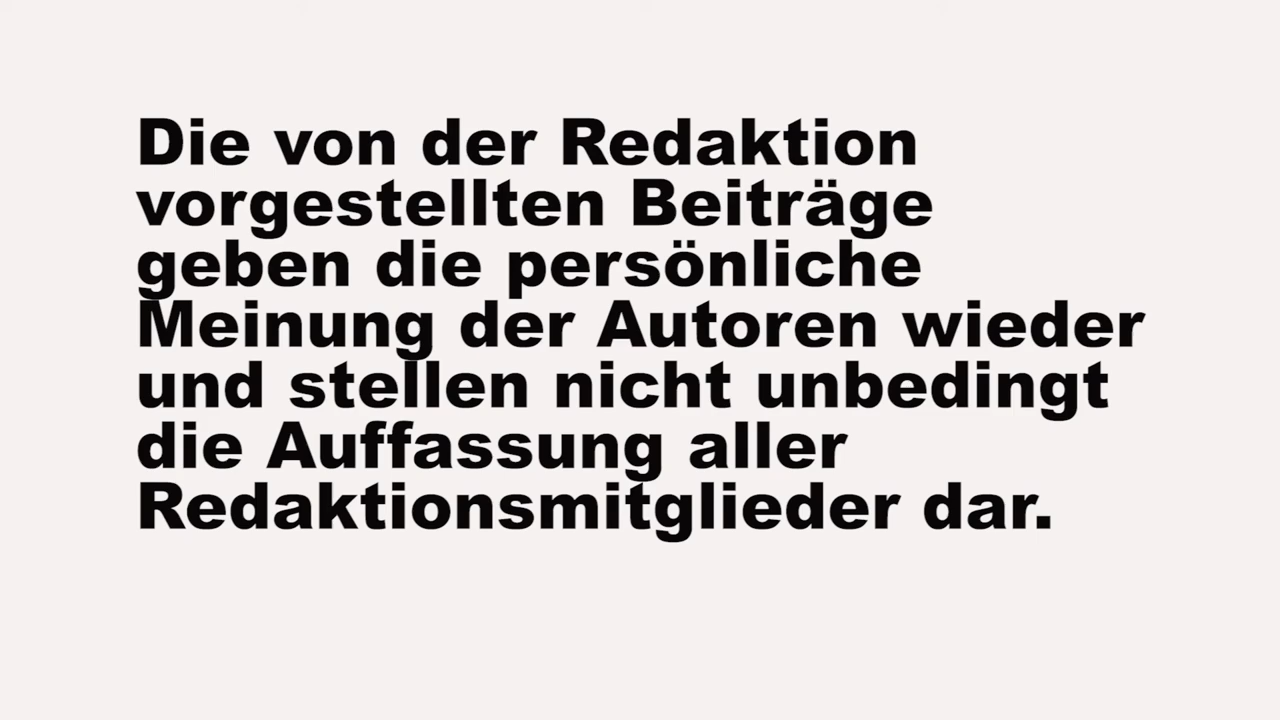 Die von der Redaktion
vorgestellten Beiträge
geben die persönliche
Meinung der Autoren wieder
und stellen nicht unbedingt
die Auffassung aller
Redaktionsmitglieder dar.